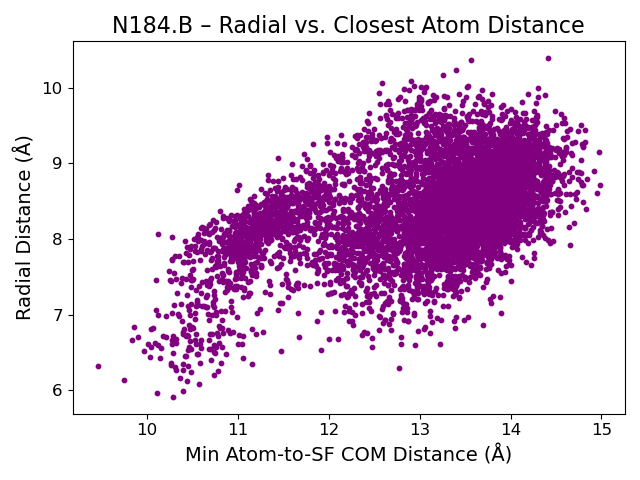 N184.B – Radial vs. Closest Atom Distance
Radial Distance (Å)
10
9
8
7
6
10 11 12 13 14 15
Min Atom-to-SF COM Distance (Å)